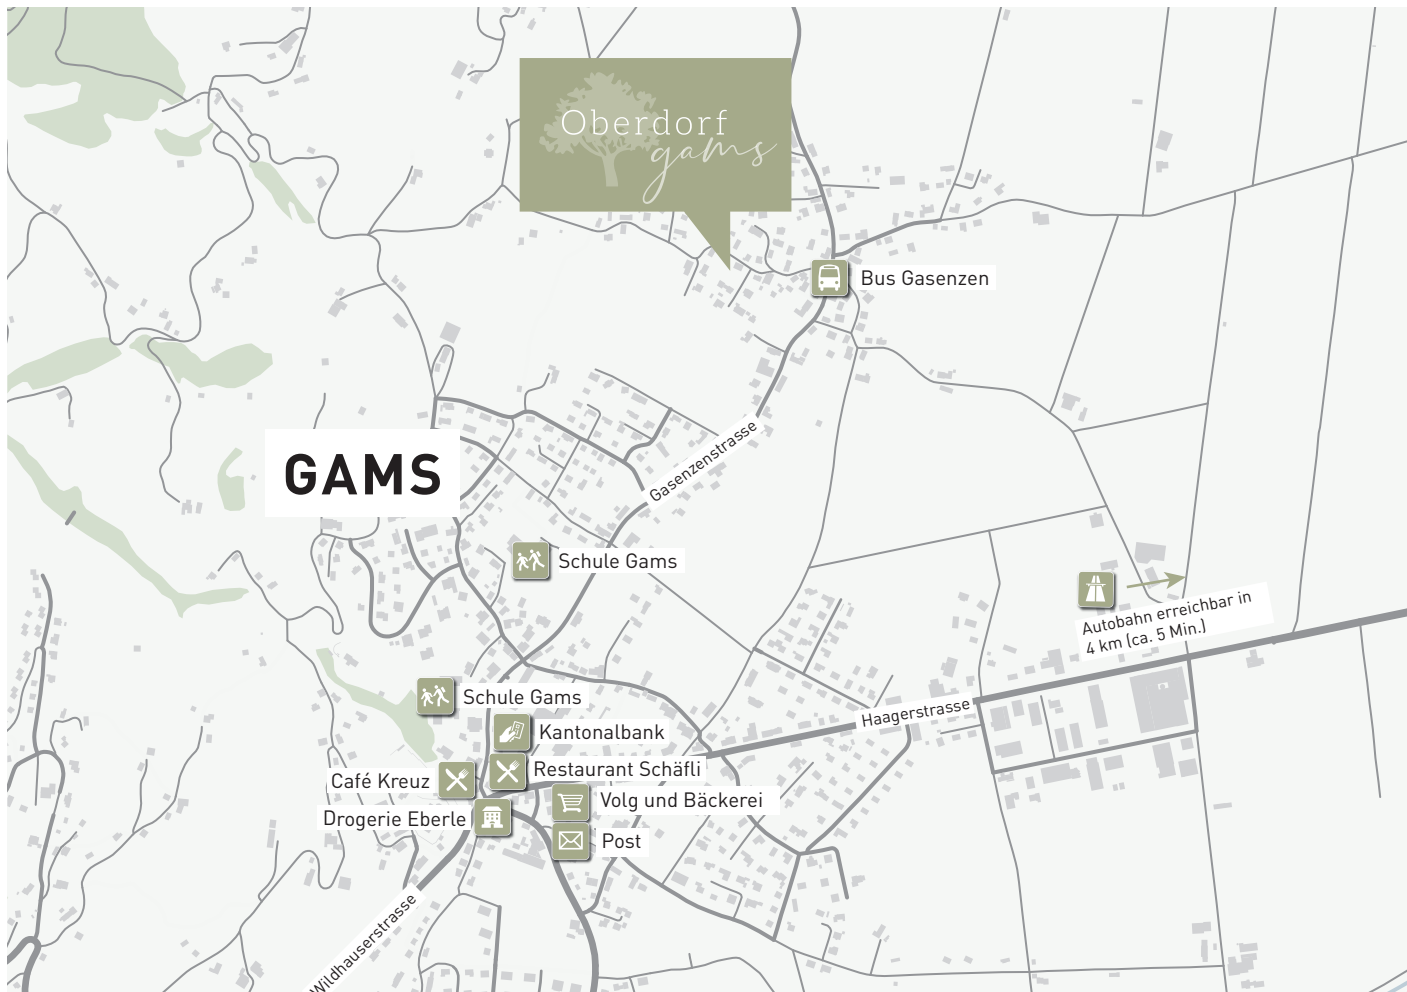 Oberdorf
gams
Bus Gasenzen
Gasenzenstrasse
GAMS
Schule Gams
Autobahn erreichbar in
4 km (ca. 5 Min.)
Schule Gams
Haagerstrasse
Kantonalbank
Restaurant Schäfli
Café Kreuz
Volg und Bäckerei
Drogerie Eberle
Post
Wildhauserstrasse